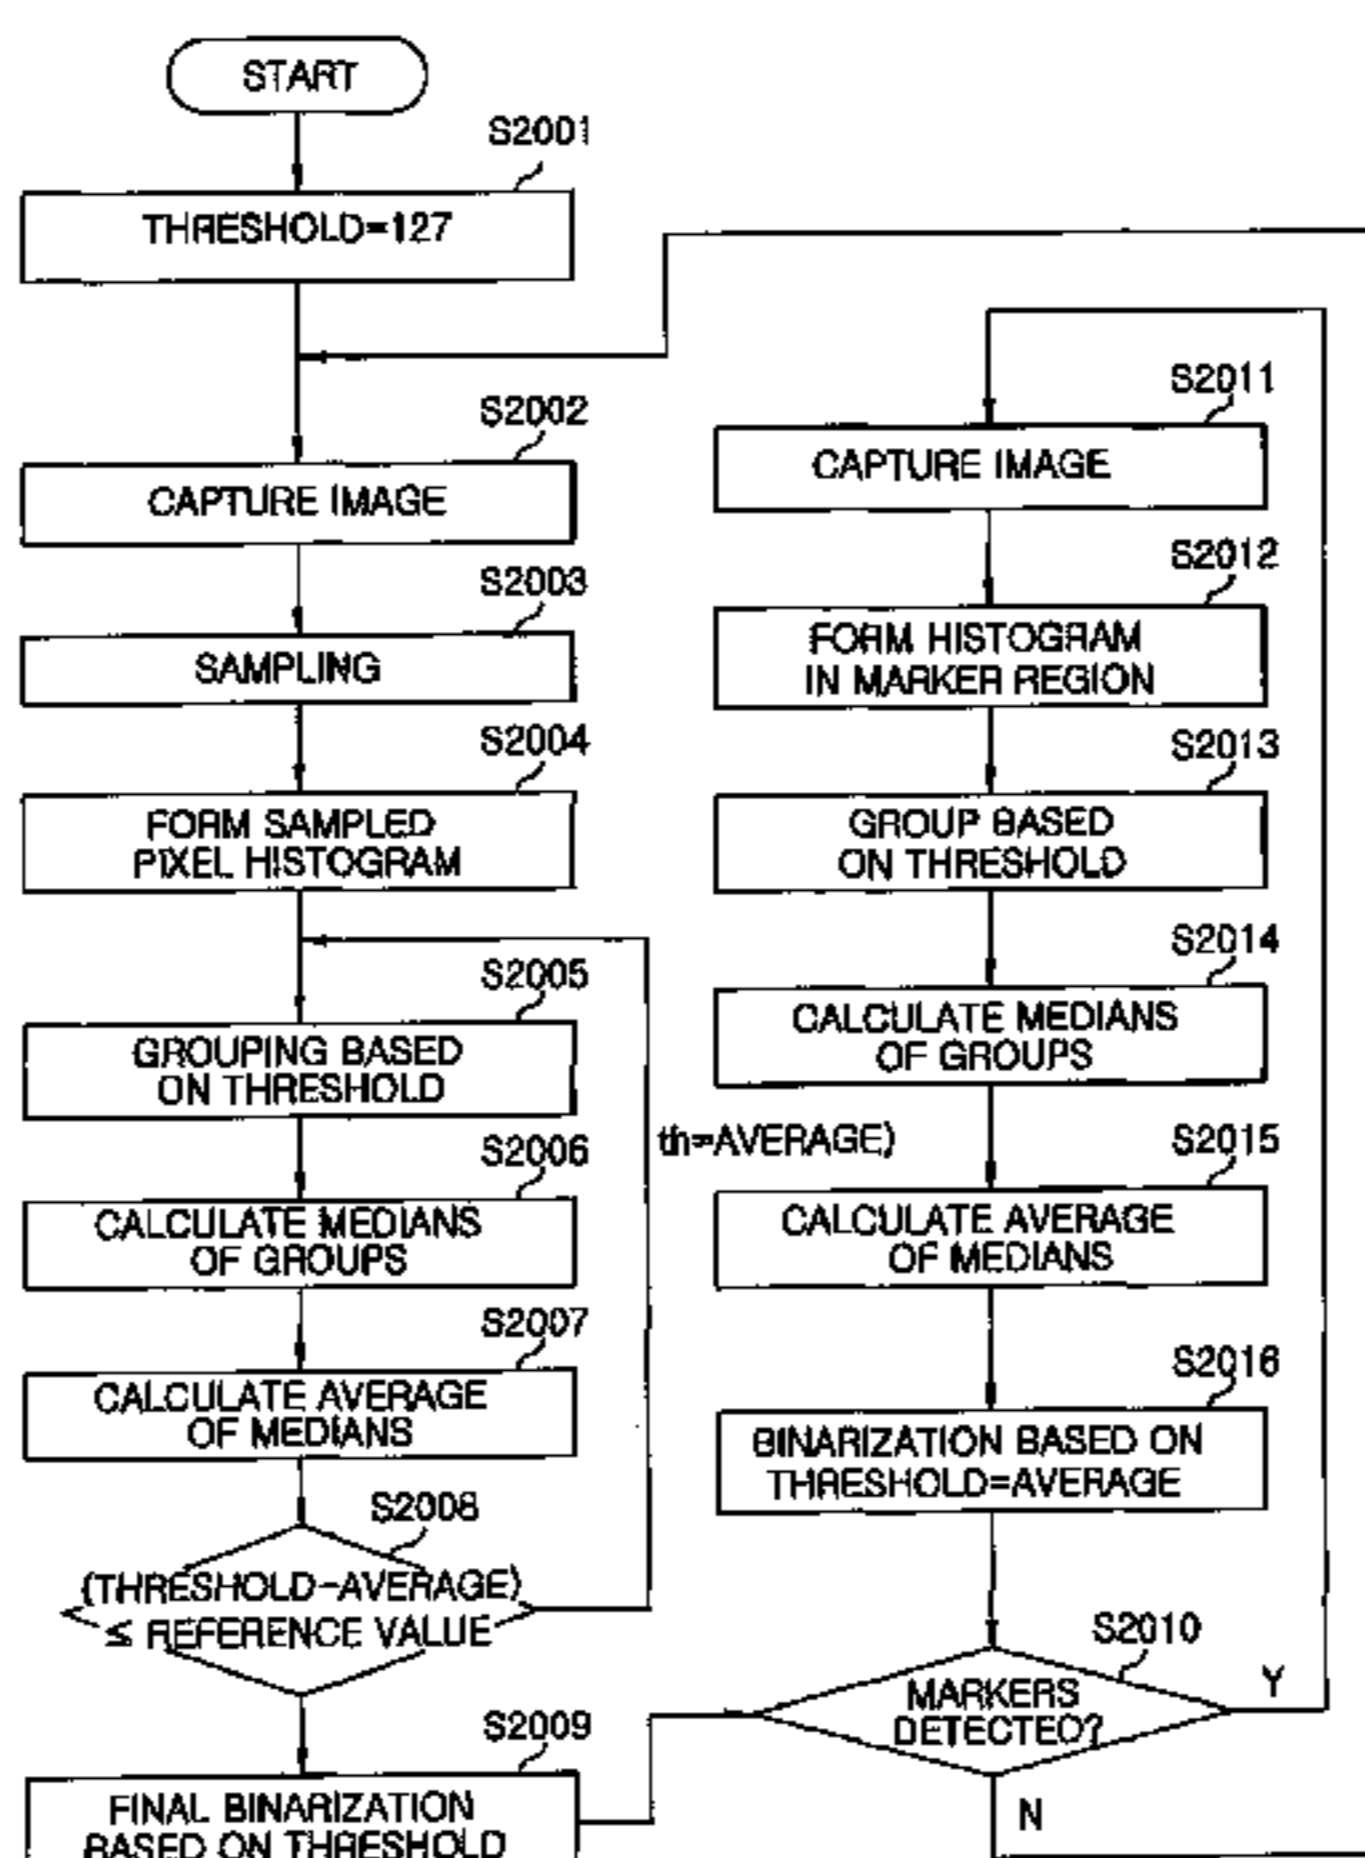 START
S2001
THRESHOLD=127
S2002
CAPTURE IMAGE
S2003
SAMPLING
S2004
FORM SAMPLED
PIXEL HISTOGRAM
S2005
GROUPING BASED
ON THRESHOLD
S2006
CALCULATE MEDIANS
OF GROUPS
S2007
CALCULATE AVERAGE
OF MEDIANS
S2008
(THRESHOLD-AVERAGE)
≤ REFERENCE VALUE
th=AVERAGE)
S2009
FINAL BINARIZATION
BASED ON THRESHOLD
S2011
CAPTURE IMAGE
S2012
FORM HISTOGRAM
IN MARKER REGION
S2013
GROUP BASED
ON THRESHOLD
S2014
CALCULATE MEDIANS
OF GROUPS
S2015
CALCULATE AVERAGE
OF MEDIANS
S2016
BINARIZATION BASED ON
THRESHOLD=AVERAGE
S2010
MARKERS
DETECTED?
Y
N